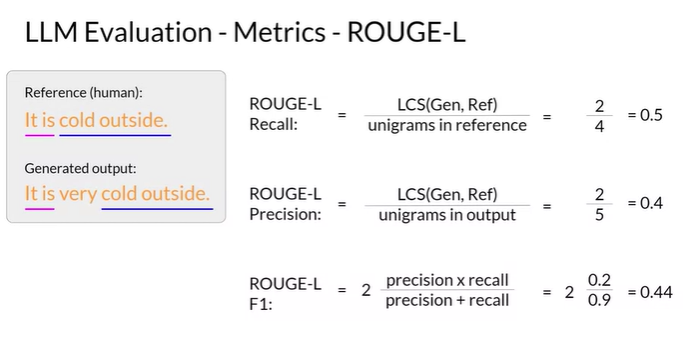 LLM Evaluation - Metrics - ROUGE-L
Reference (human):
It is cold outside.
Generated output:
It is very cold outside.
ROUGE-L Recall: = LCS(Gen, Ref) / unigrams in reference = 2 / 4 = 0.5
ROUGE-L Precision: = LCS(Gen, Ref) / unigrams in output = 2 / 5 = 0.4
ROUGE-L F1: = 2 precision x recall / precision + recall = 2 0.2 / 0.9 = 0.44